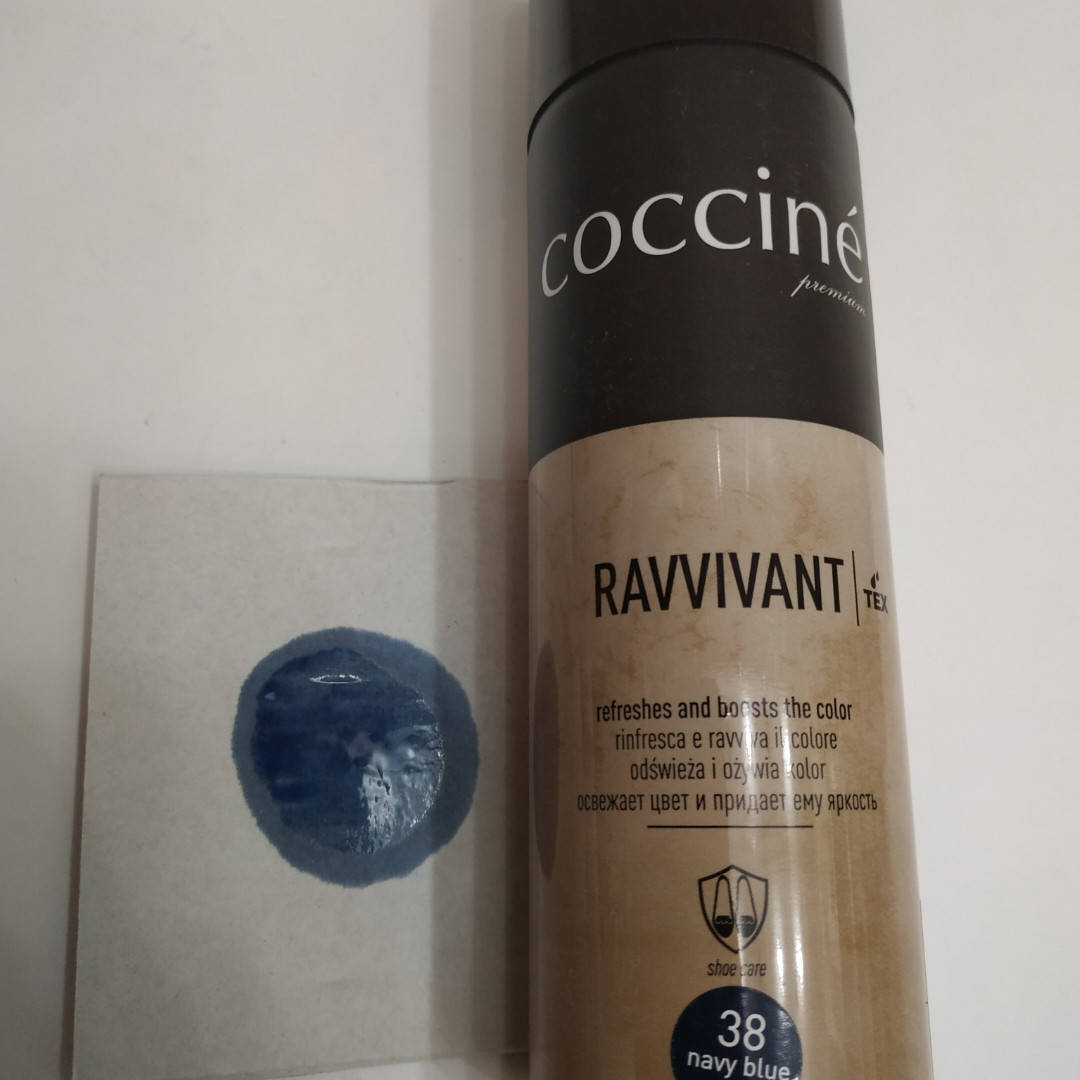 cocciné
premium
RAVVIVANT TEX
refreshes and boosts the color
rinfresca e ravviva il colore
odświeża i ożywia kolor
освежает цвет и придает ему яркость
shoe care
38
navy blue